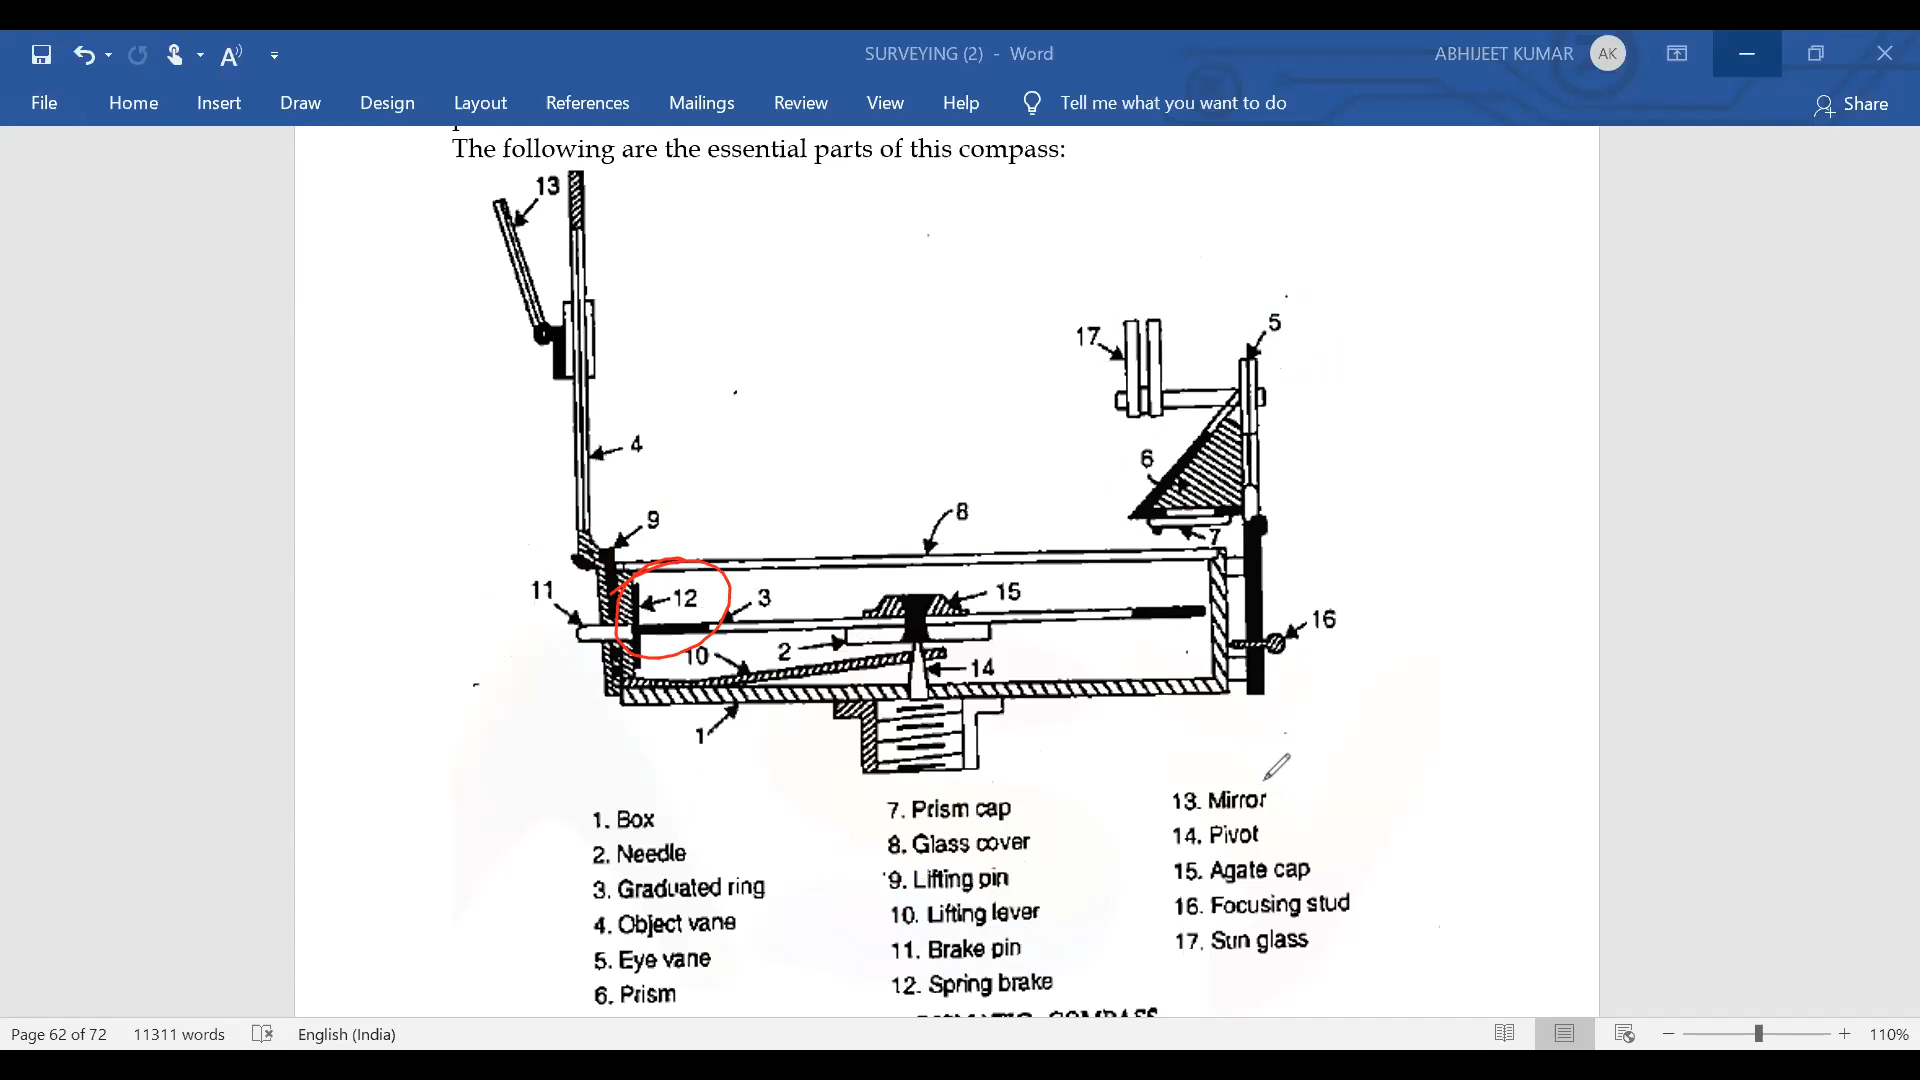 SURVEYING (2) - Word
ABHIJEET KUMAR AK
File Home Insert Draw Design Layout References Mailings Review View Help Tell me what you want to do Share
The following are the essential parts of this compass:
13
17
5
4
6
9
8
7
11
12
3
15
16
10
2
14
1
1. Box
2. Needle
3. Graduated ring
4. Object vane
5. Eye vane
6. Prism
7. Prism cap
8. Glass cover
9. Lifting pin
10. Lifting lever
11. Brake pin
12. Spring brake
13. Mirror
14. Pivot
15. Agate cap
16. Focusing stud
17. Sun glass
COMPASS
Page 62 of 72 11311 words English (India) 110%